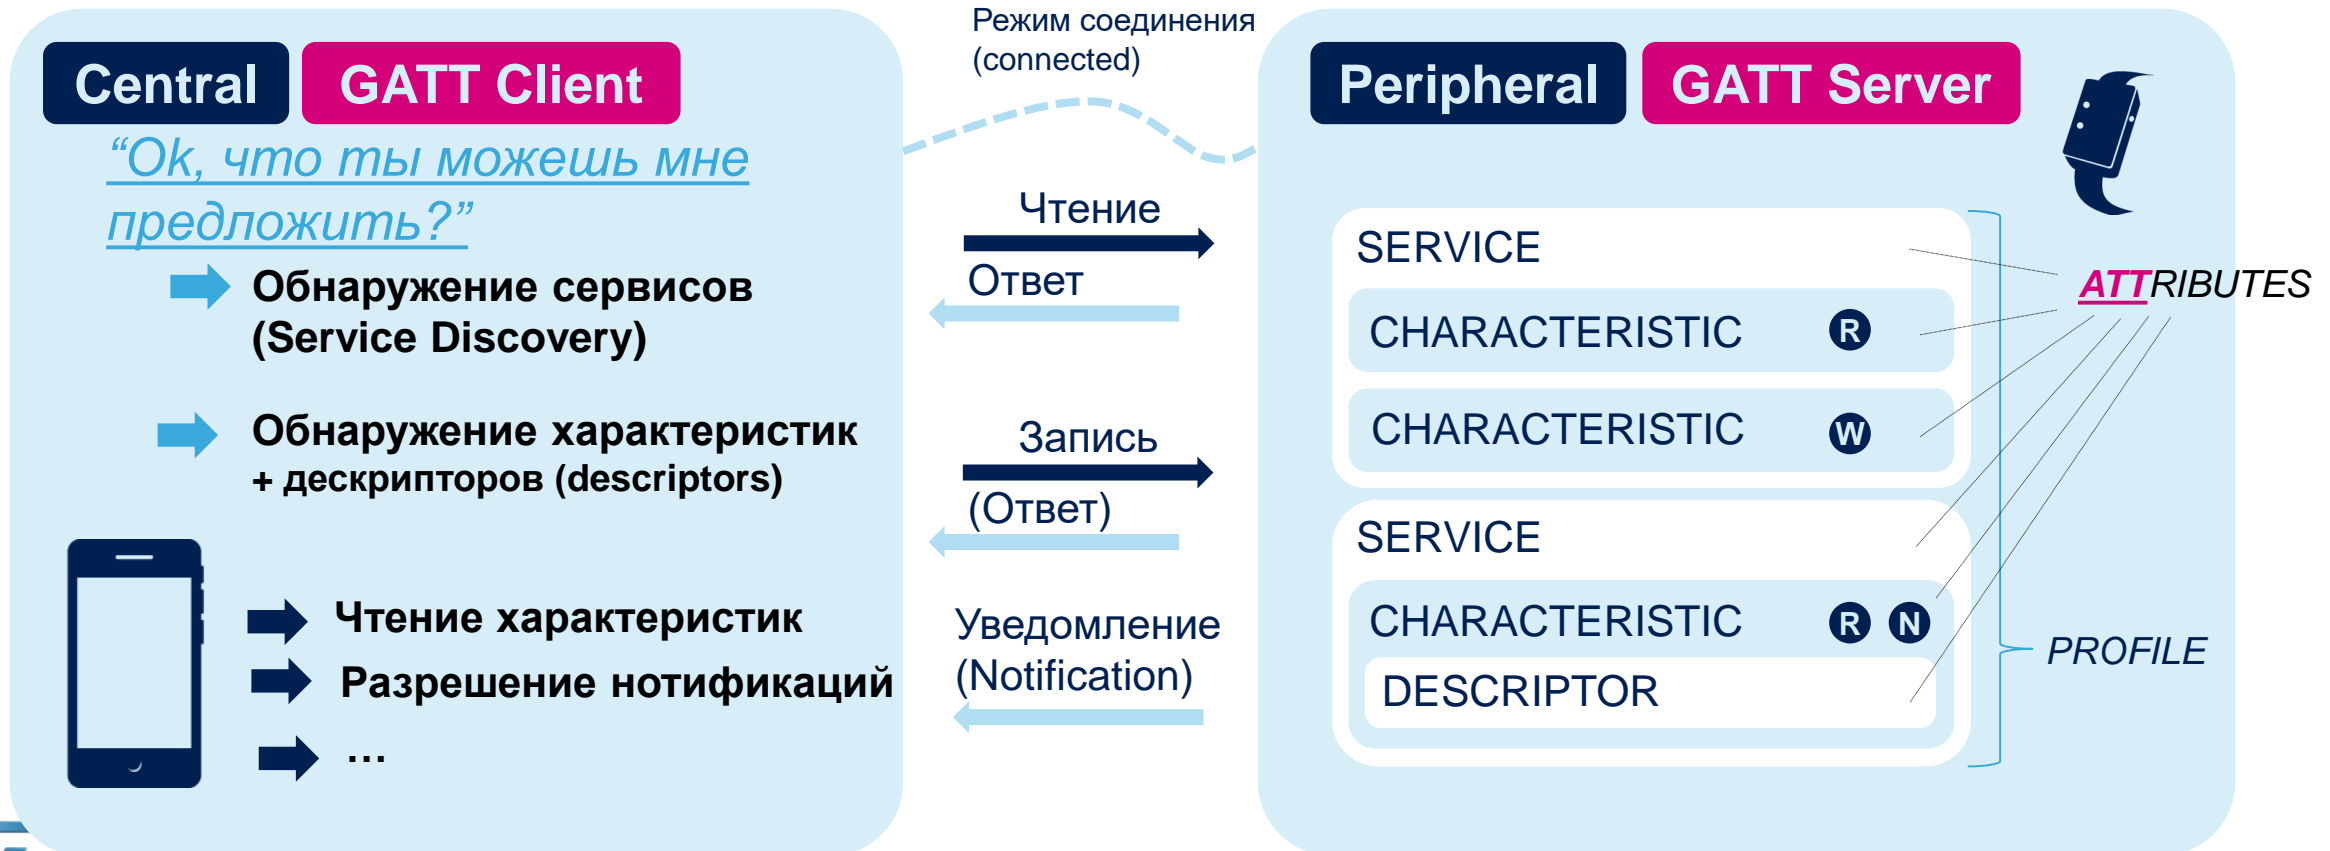 Режим соединения
(connected)
Central
GATT Client
“Ok, что ты можешь мне
предложить?”
Обнаружение сервисов
(Service Discovery)
Обнаружение характеристик
+ дескрипторов (descriptors)
Чтение характеристик
Разрешение нотификаций
…
Чтение
Ответ
Запись
(Ответ)
Уведомление
(Notification)
Peripheral
GATT Server
SERVICE
CHARACTERISTIC R
CHARACTERISTIC W
SERVICE
CHARACTERISTIC R N
DESCRIPTOR
ATTRIBUTES
PROFILE